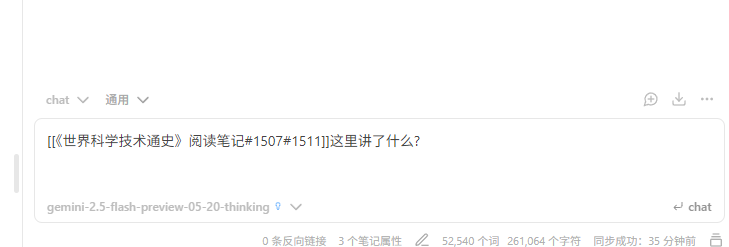 chat 通用
[[《世界科学技术通史》阅读笔记#1507#1511]]这里讲了什么?
gemini-2.5-flash-preview-05-20-thinking chat
0 条反向链接 3 个笔记属性 52,540 个词 261,064 个字符 同步成功：35 分钟前